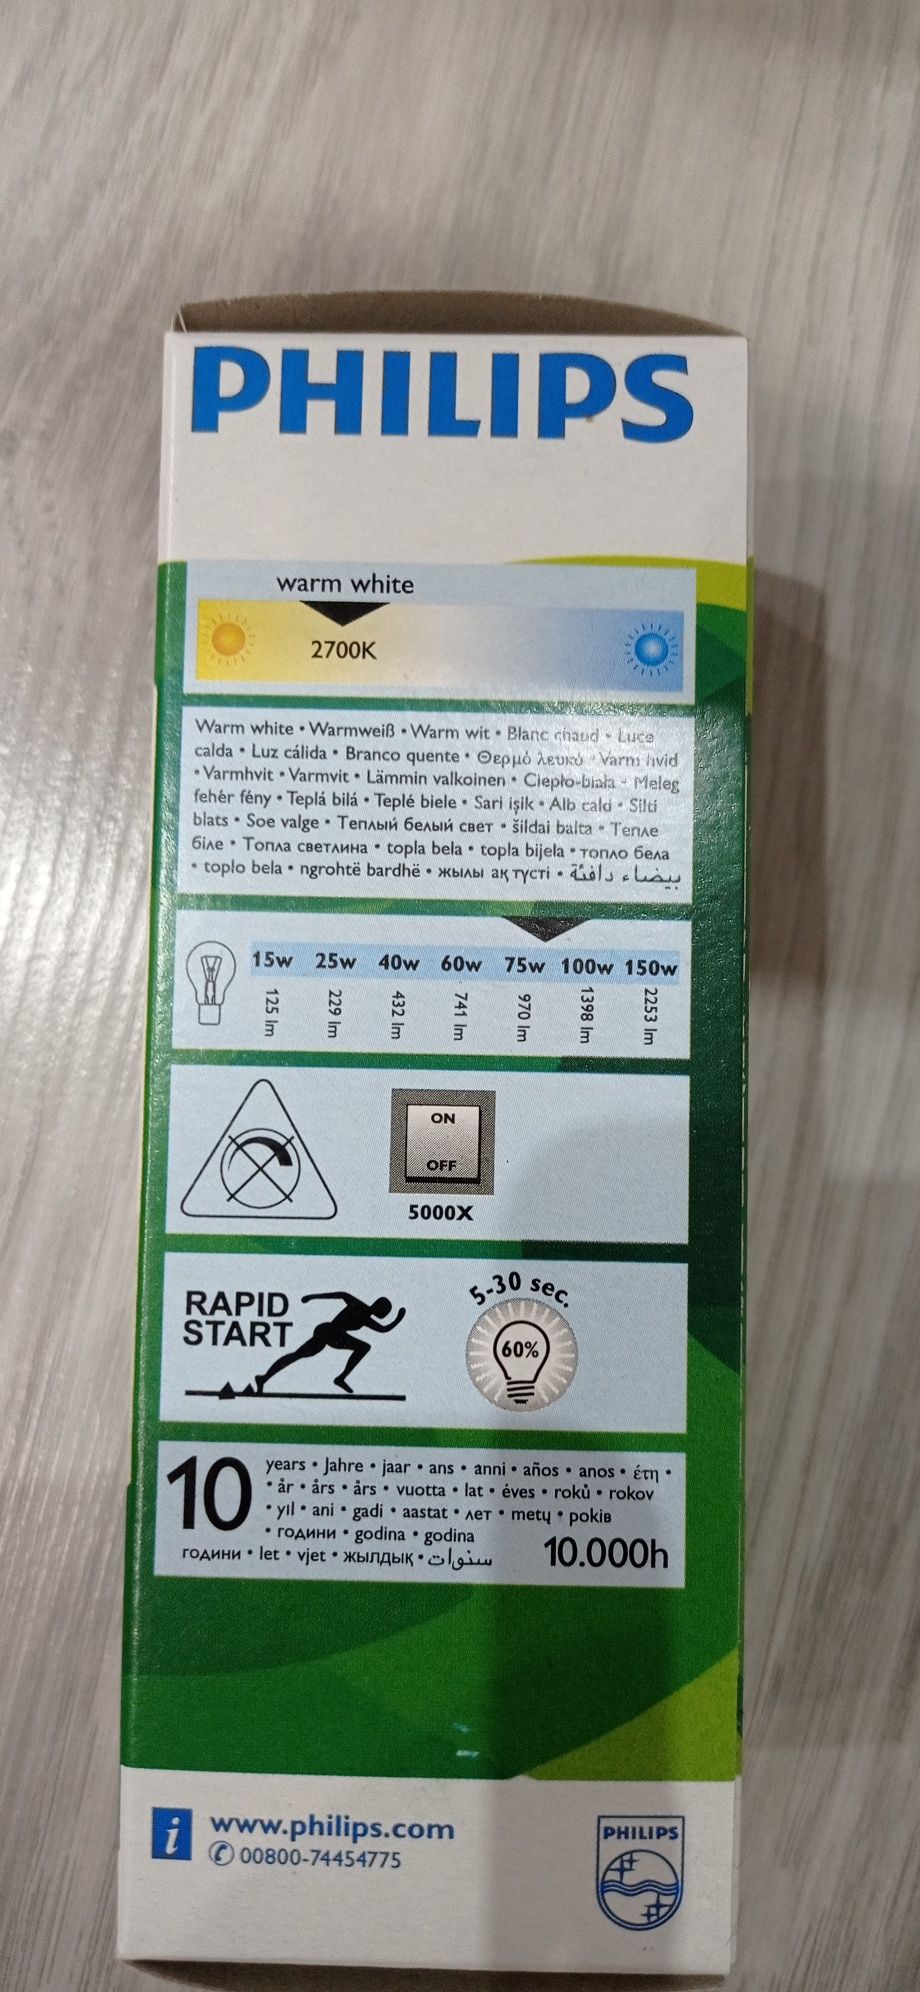 PHILIPS
warm white
2700K
Warm white • Warmweiß • Warm wit • Blanc chaud • Luce
calda • Luz cálida • Branco quente • Θερμό λευκό • Varm hvid
• Varmhvit • Varmvit • Lämmin valkoinen • Ciepło-biała • Meleg
fehér fény • Teplá bilá • Teplé biele • Sari işik • Alb cald • Silti
blats • Soe valge • Теплый белый свет • šildai balta • Тепле
біле • Топла светлина • topla bela • topla bijela • топло бела
• toplo bela • ngrohtë bardhë • жылы ақ түсті • بيضاء دافئة
15w 25w 40w 60w 75w 100w 150w
125 lm 229 lm 432 lm 741 lm 970 lm 1398 lm 2253 lm
ON
OFF
5000X
RAPID
START
5-30 sec.
60%
10 years • Jahre • jaar • ans • anni • años • anos • έτη •
• år • års • års • vuotta • lat • éves • roků • rokov
• yıl • ani • gadi • aastat • лет • metų • років
• години • godina • godina
години • let • vjet • жылдық • سنوات 10.000h
www.philips.com
00800-74454775
PHILIPS